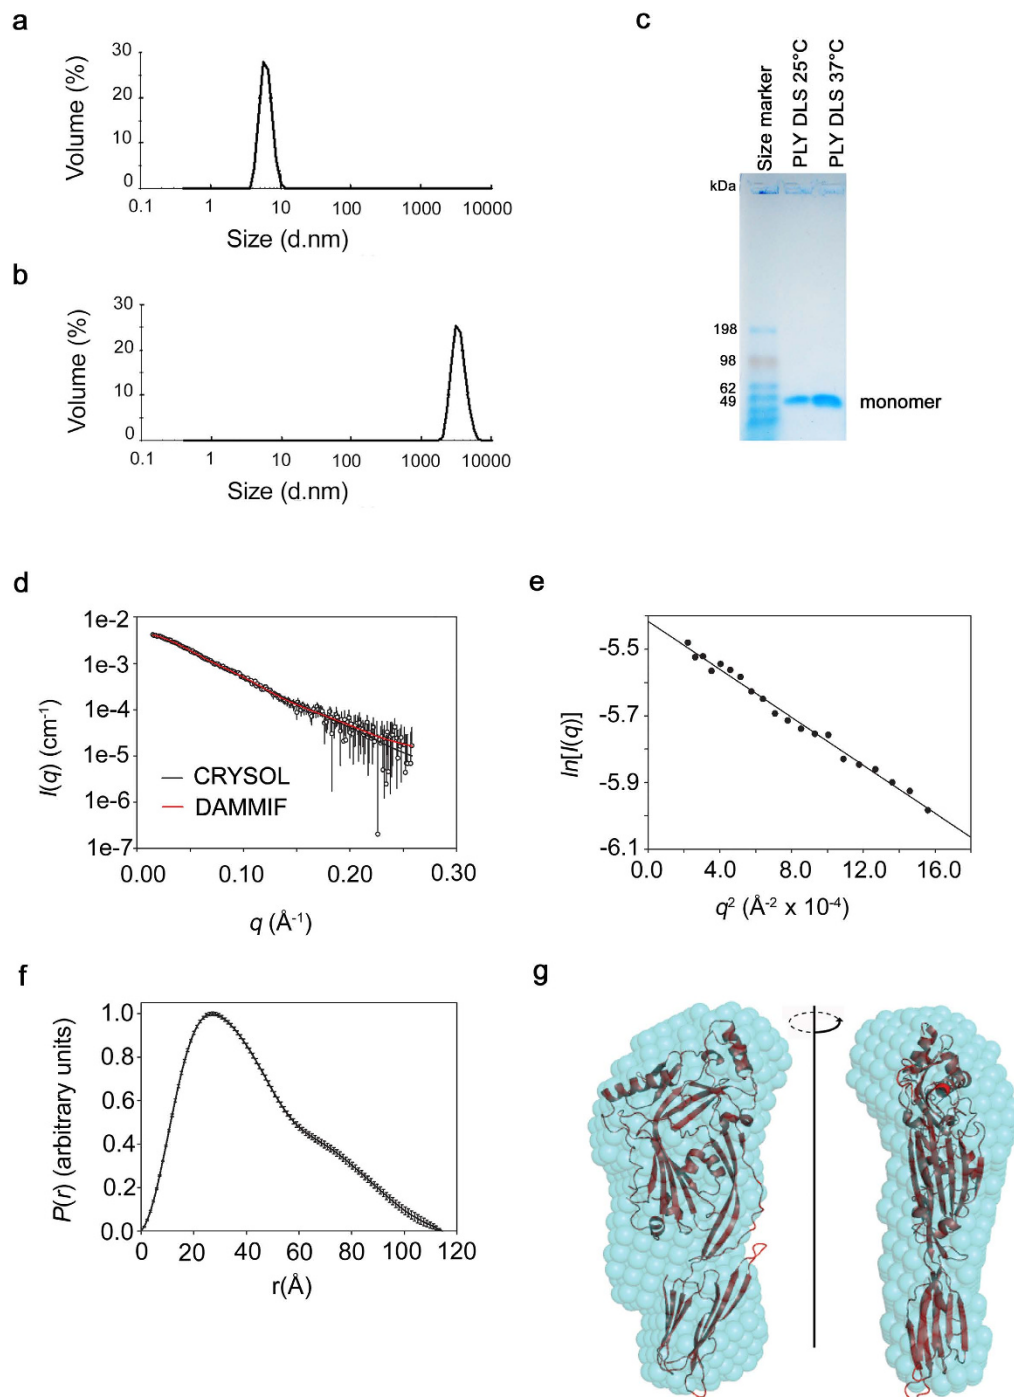 a
30
20
10
0
Volume (%)
0.1 1 10 100 1000 10000
Size (d.nm)
b
30
20
10
0
Volume (%)
0.1 1 10 100 1000 10000
Size (d.nm)
c
Size marker
PLY DLS 25°C
PLY DLS 37°C
kDa
198
98
62
49
monomer
d
1e-2
1e-3
1e-4
1e-5
1e-6
1e-7
I(q) (cm-1)
CRYSOL
DAMMIF
0.00 0.10 0.20 0.30
q (Å-1)
e
-5.5
-5.7
-5.9
-6.1
ln[I(q)]
0.0 4.0 8.0 12.0 16.0
q2 (Å-2 x 10-4)
f
1.0
0.8
0.6
0.4
0.2
0.0
P(r) (arbitrary units)
0 20 40 60 80 100 120
r(Å)
g